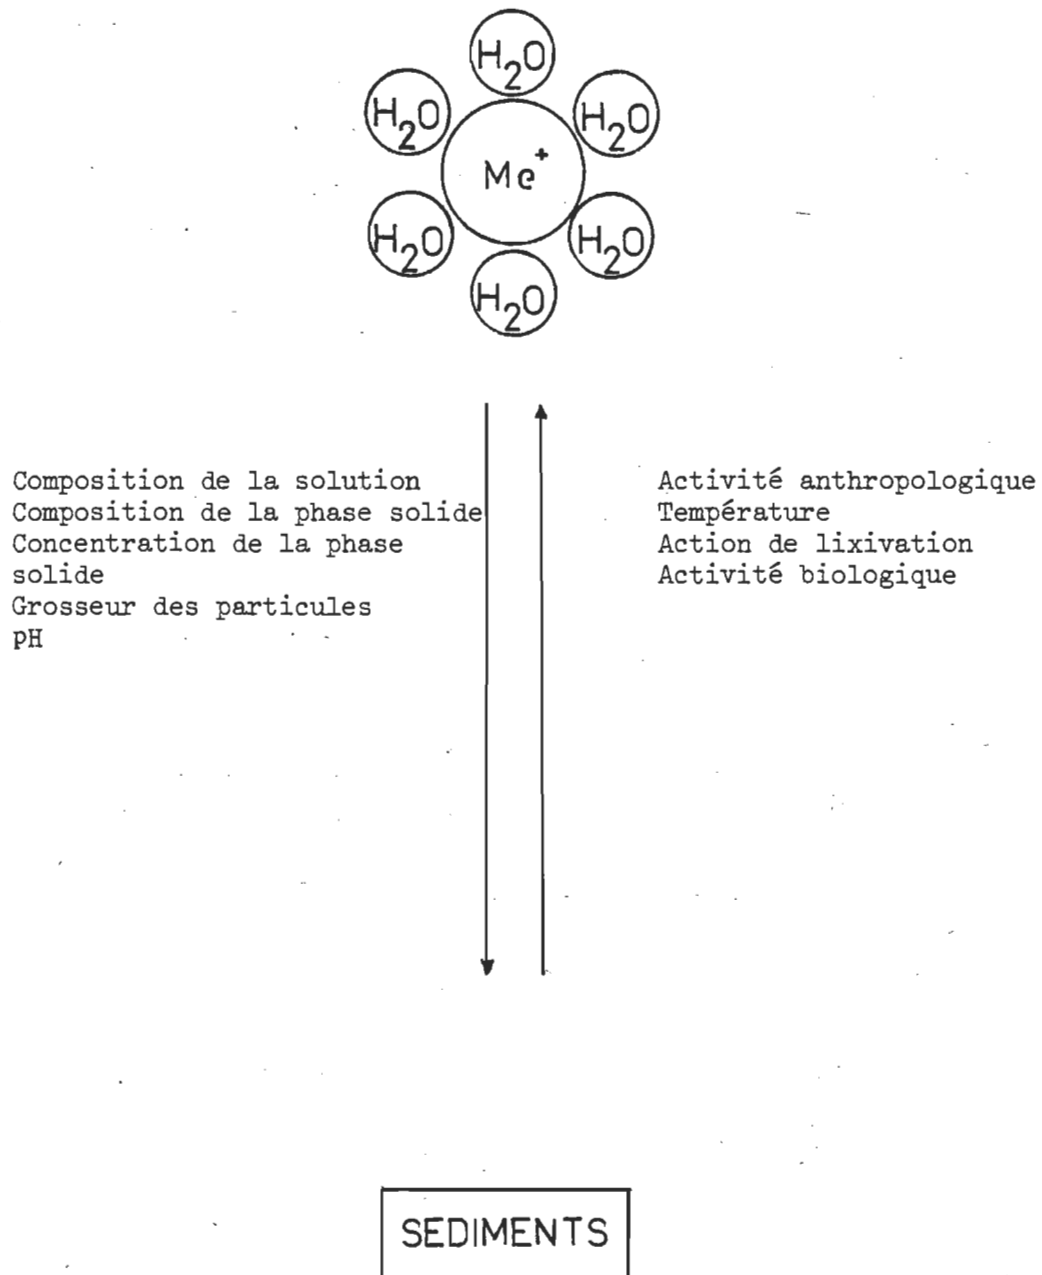 H2O
H2O
H2O
Me+
H2O
H2O
H2O
Composition de la solution
Composition de la phase solide
Concentration de la phase
solide
Grosseur des particules
pH
Activité anthropologique
Température
Action de lixivation
Activité biologique
SEDIMENTS